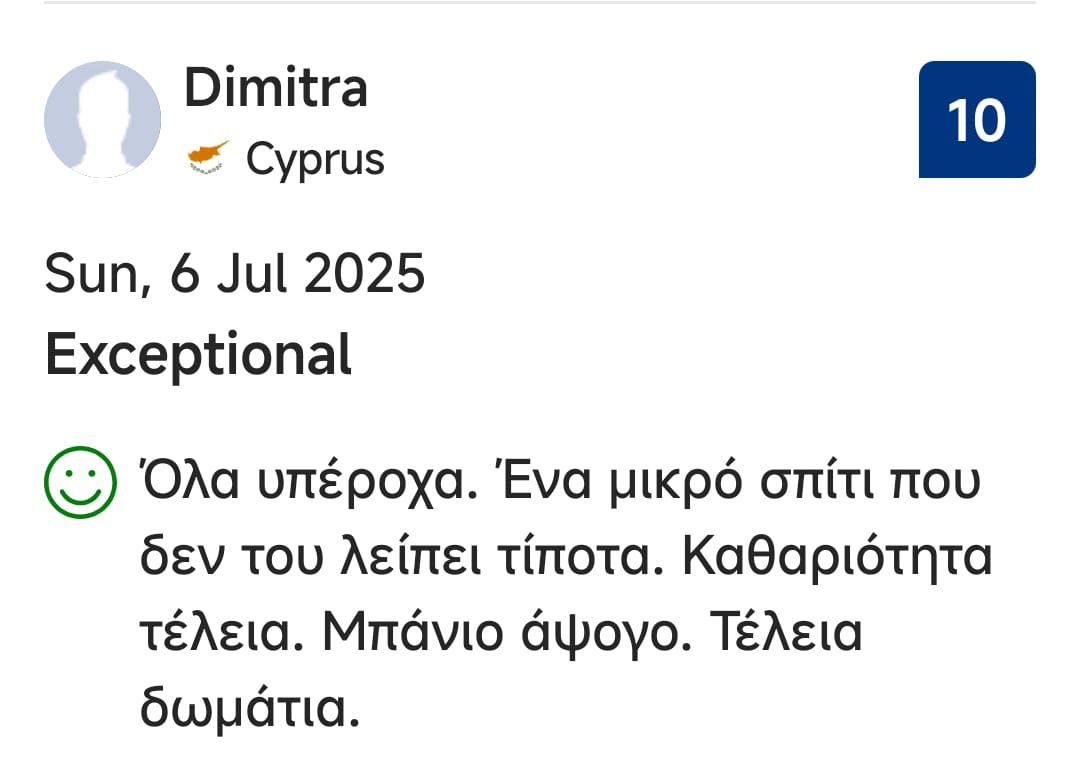 Dimitra
10
Cyprus
Sun, 6 Jul 2025
Exceptional
Όλα υπέροχα. Ένα μικρό σπίτι που
δεν του λείπει τίποτα. Καθαριότητα
τέλεια. Μπάνιο άψογο. Τέλεια
δωμάτια.